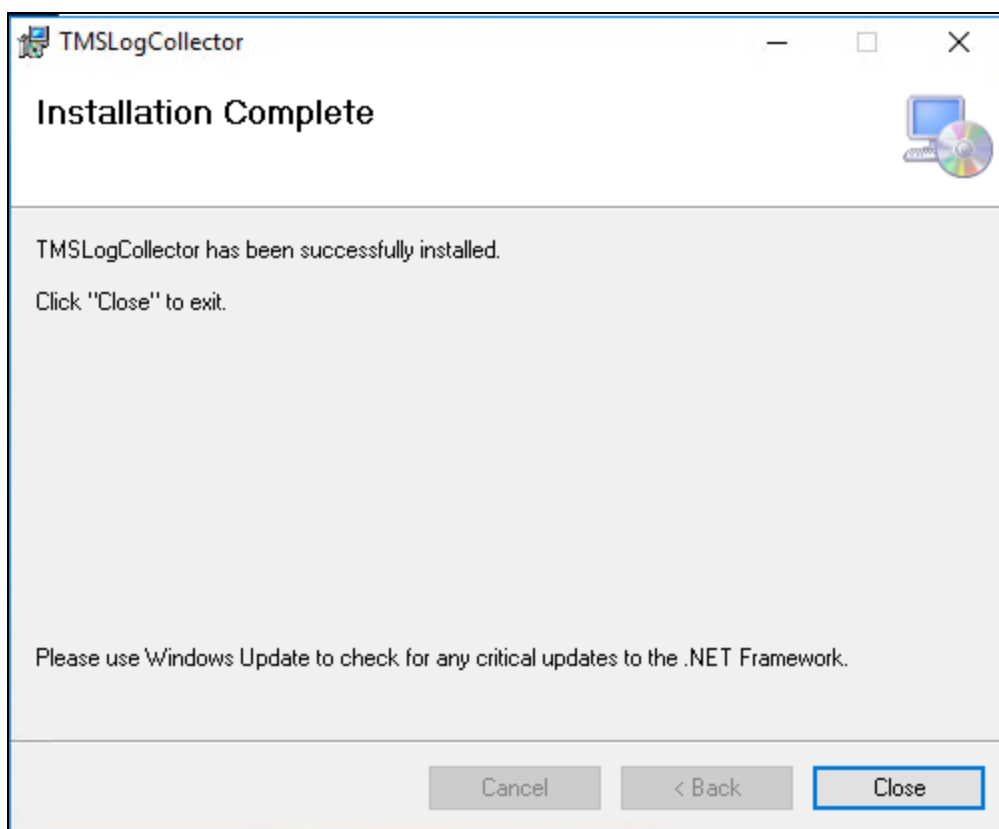 TMSLogCollector
Installation Complete
TMSLogCollector has been successfully installed.
Click "Close" to exit.
Please use Windows Update to check for any critical updates to the .NET Framework.
Cancel
< Back
Close